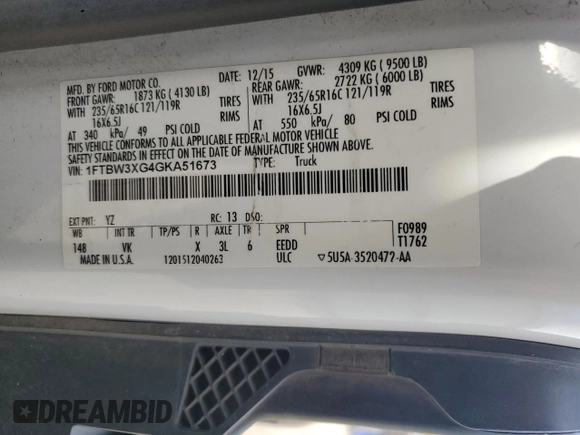 MFD. BY FORD MOTOR CO.
DATE: 12/15 GVWR: 4309 KG ( 9500 LB)
FRONT GAWR: 1873 KG ( 4130 LB)
REAR GAWR: 2722 KG ( 6000 LB)
WITH 235/65R16C 121/119R TIRES
WITH 235/65R16C 121/119R TIRES
16X6.5J RIMS
16X6.5J RIMS
AT 340 kPa/ 49 PSI COLD
AT 550 kPa/ 80 PSI COLD
THIS VEHICLE CONFORMS TO ALL APPLICABLE FEDERAL MOTOR VEHICLE
SAFETY STANDARDS IN EFFECT ON THE DATE OF MANUFACTURE SHOWN ABOVE.
VIN: 1FTBW3XG4GKA51673 TYPE: Truck
EXT PNT: YZ RC: 13 DSO:
WB INT TR TP/PS R AXLE TR SPR F0989
148 VK X 3L 6 EEDD T1762
MADE IN U.S.A. 1201512040263 ULC 5U5A-3520472-AA
DREAMBID